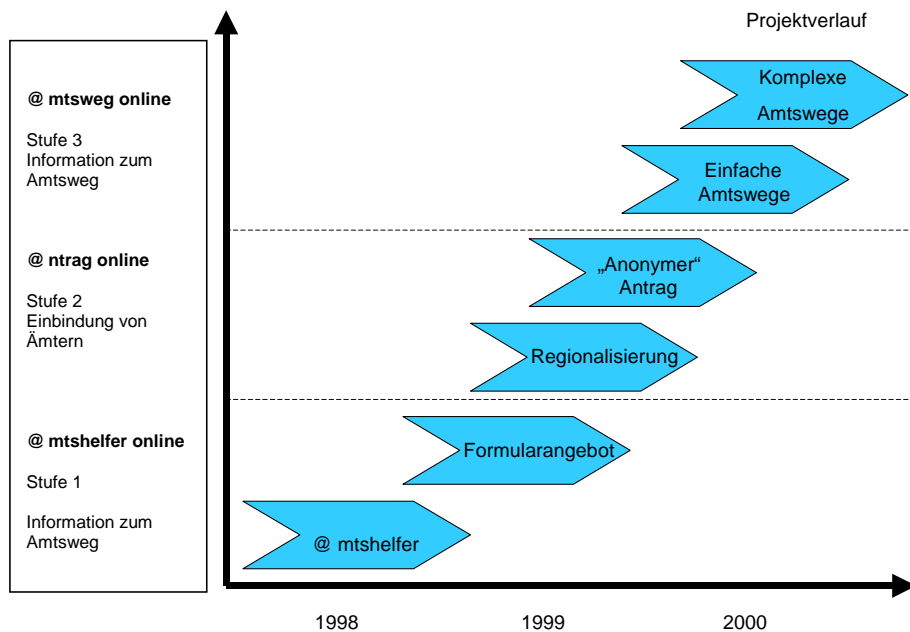 Projektverlauf
@ mtsweg online
Stufe 3
Information zum
Amtsweg
Komplexe
Amtswege
Einfache
Amtswege
@ ntrag online
Stufe 2
Einbindung von
Ämtern
„Anonymer“
Antrag
Regionalisierung
@ mtshelfer online
Stufe 1
Information zum
Amtsweg
Formularangebot
@ mtshelfer
1998
1999
2000